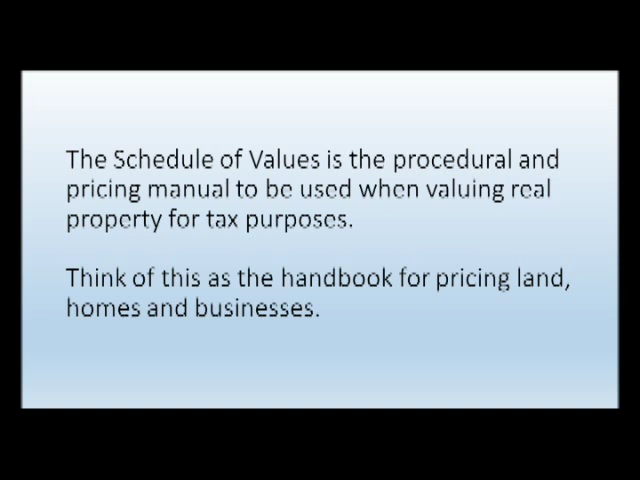 The Schedule of Values is the procedural and
pricing manual to be used when valuing real
property for tax purposes.
Think of this as the handbook for pricing land,
homes and businesses.